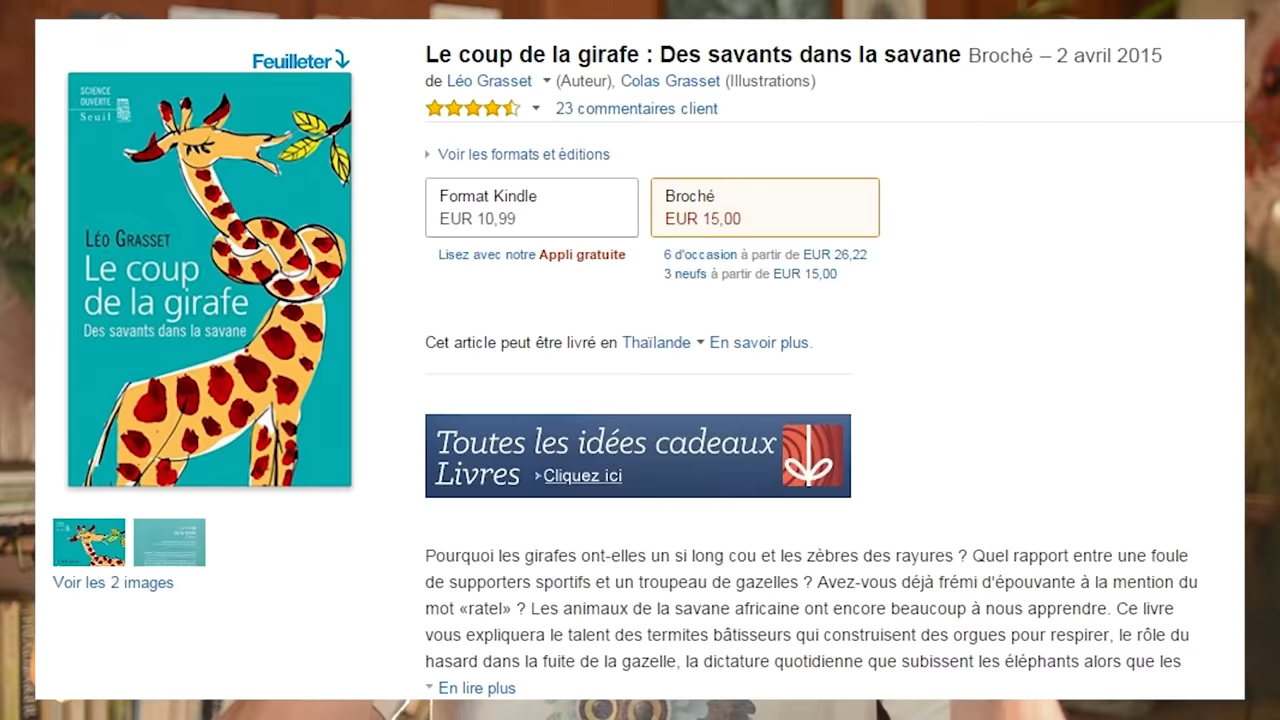 Feuilleter
SCIENCE
OUVERTE
Seuil
LÉO GRASSET
Le coup
de la girafe
Des savants dans la savane
Voir les 2 images
Le coup de la girafe : Des savants dans la savane Broché – 2 avril 2015
de Léo Grasset (Auteur), Colas Grasset (Illustrations)
23 commentaires client
Voir les formats et éditions
Format Kindle
EUR 10,99
Lisez avec notre Appli gratuite
Broché
EUR 15,00
6 d'occasion à partir de EUR 26,22
3 neufs à partir de EUR 15,00
Cet article peut être livré en Thaïlande En savoir plus.
Toutes les idées cadeaux
Livres >Cliquez ici
Pourquoi les girafes ont-elles un si long cou et les zèbres des rayures ? Quel rapport entre une foule
de supporters sportifs et un troupeau de gazelles ? Avez-vous déjà frémi d'épouvante à la mention du
mot «ratel» ? Les animaux de la savane africaine ont encore beaucoup à nous apprendre. Ce livre
vous expliquera le talent des termites bâtisseurs qui construisent des orgues pour respirer, le rôle du
hasard dans la fuite de la gazelle, la dictature quotidienne que subissent les éléphants alors que les
En lire plus